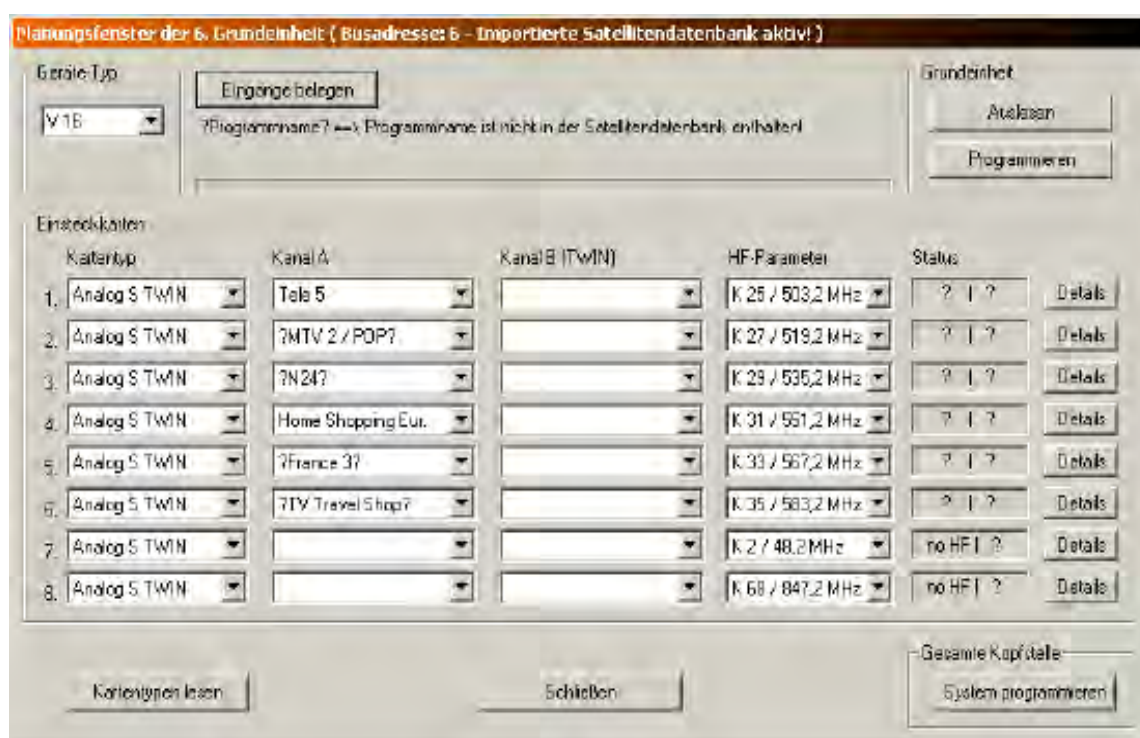 Planungsfenster der 6. Grundeinheit ( Busadresse: 6 - Importierte Satellitendatenbank aktiv! )
Geräte-Typ
Eingänge belegen
Grundeinheit
V 16
Auslesen
?Programmname? ==> Programmname ist nicht in der Satellitendatenbank enthalten!
Programmieren
Einsteckkarten
Kartentyp Kanal A Kanal B (TWIN) HF-Parameter Status
1. Analog S TWIN Tele 5 K 25 / 503,2 MHz ? | ? Details
2. Analog S TWIN ?MTV 2 / POP? K 27 / 519,2 MHz ? | ? Details
3. Analog S TWIN ?N24? K 29 / 535,2 MHz ? | ? Details
4. Analog S TWIN Home Shopping Eur. K 31 / 551,2 MHz ? | ? Details
5. Analog S TWIN ?France 3? K 33 / 567,2 MHz ? | ? Details
6. Analog S TWIN ?TV Travel Shop? K 35 / 583,2 MHz ? | ? Details
7. Analog S TWIN K 2 / 48,2 MHz no HF | ? Details
8. Analog S TWIN K 68 / 847,2 MHz no HF | ? Details
Gesamte Kopfstelle
Kartentypen lesen Schließen System programmieren